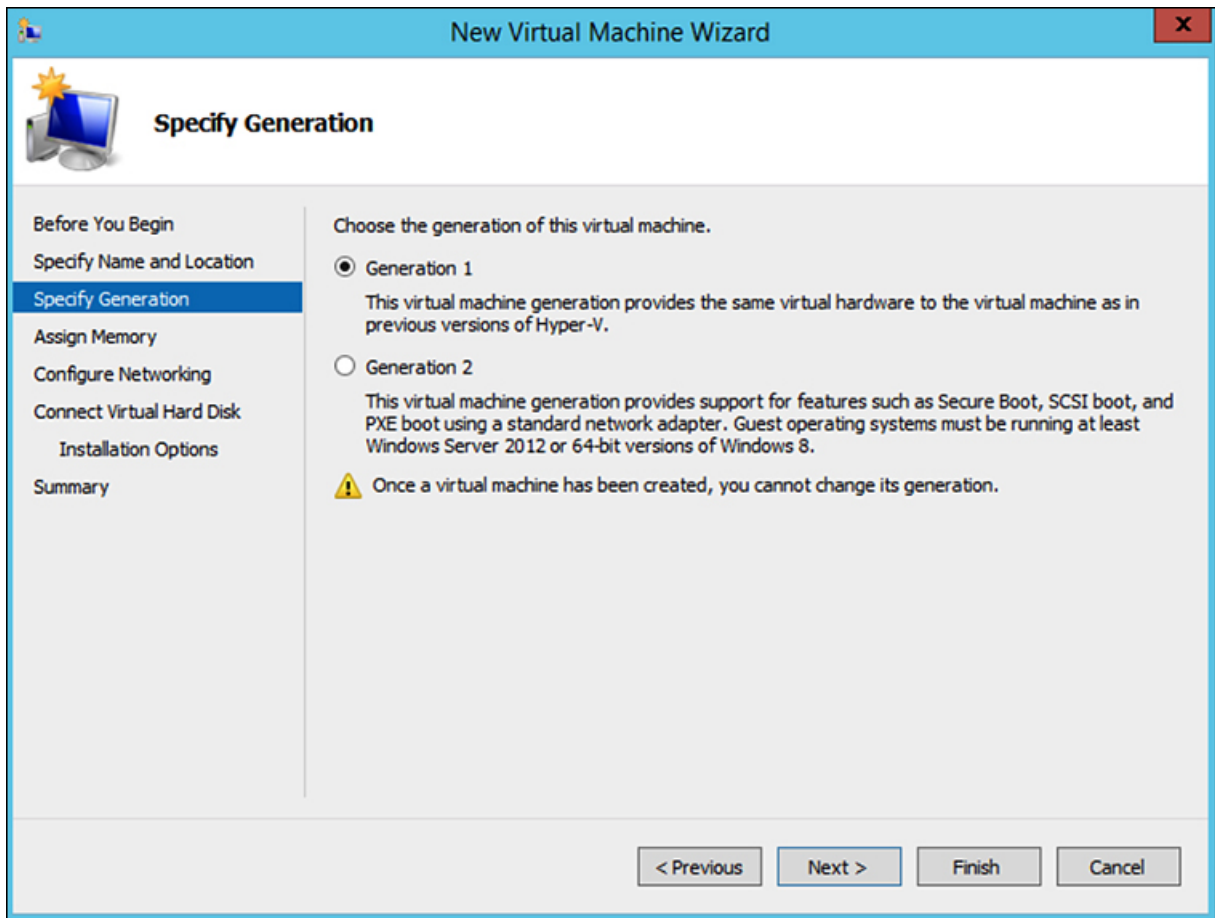 New Virtual Machine Wizard
x
Specify Generation
Before You Begin
Specify Name and Location
Specify Generation
Assign Memory
Configure Networking
Connect Virtual Hard Disk
Installation Options
Summary
Choose the generation of this virtual machine.
Generation 1
This virtual machine generation provides the same virtual hardware to the virtual machine as in
previous versions of Hyper-V.
Generation 2
This virtual machine generation provides support for features such as Secure Boot, SCSI boot, and
PXE boot using a standard network adapter. Guest operating systems must be running at least
Windows Server 2012 or 64-bit versions of Windows 8.
Once a virtual machine has been created, you cannot change its generation.
< Previous
Next >
Finish
Cancel